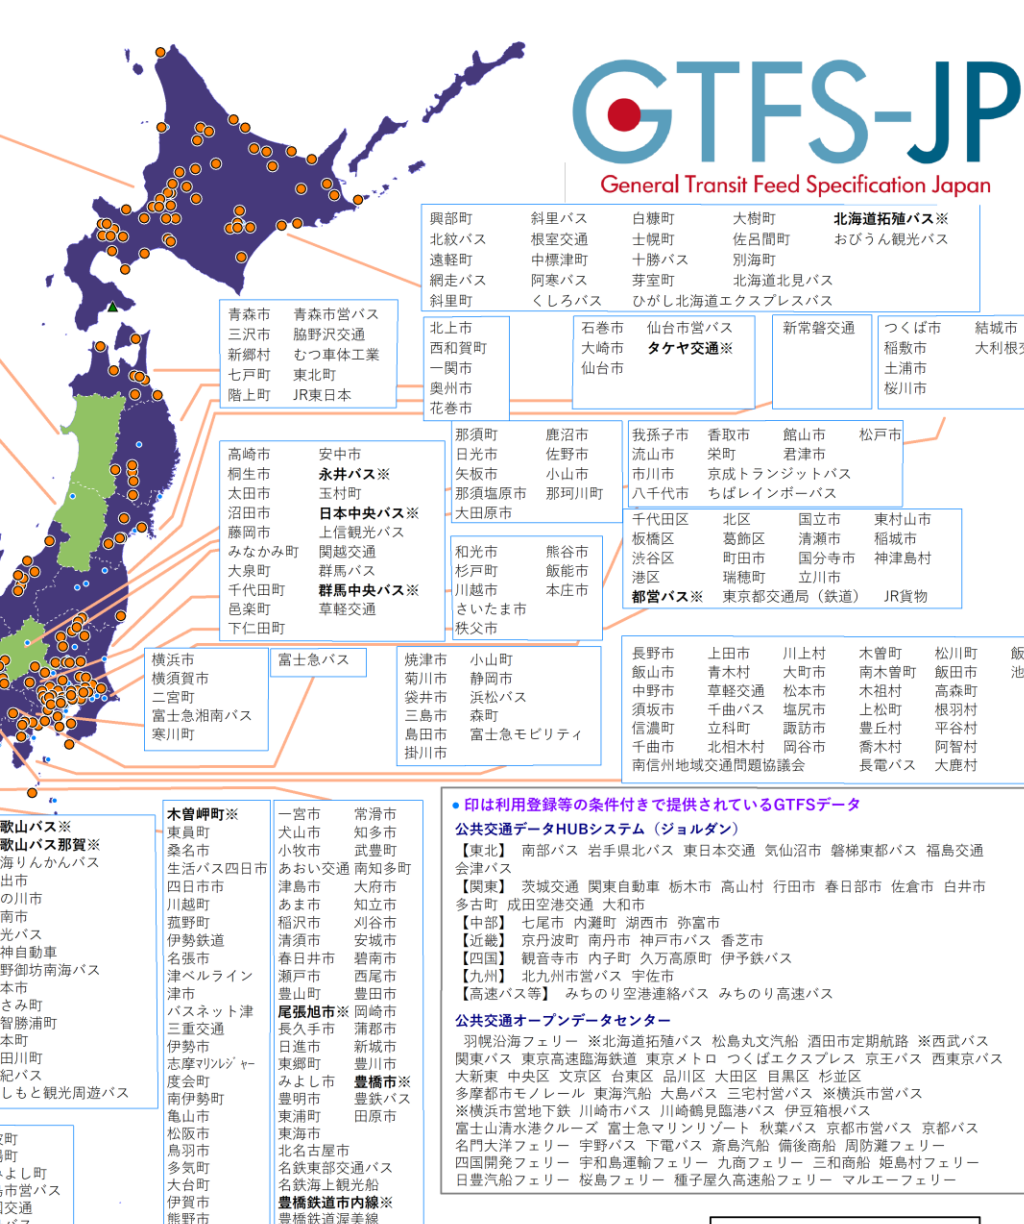 GTFS-JP
General Transit Feed Specification Japan
興部町 斜里バス 白糠町 大樹町 北海道拓殖バス※
北紋バス 根室交通 士幌町 佐呂間町 おびうん観光バス
遠軽町 中標津町 十勝バス 別海町
網走バス 阿寒バス 芽室町 北海道北見バス
斜里町 くしろバス ひがし北海道エクスプレスバス
青森市 青森市営バス
三沢市 脇野沢交通
新郷村 むつ車体工業
七戸町 東北町
階上町 JR東日本
北上市
西和賀町
一関市
奥州市
花巻市
石巻市 仙台市営バス
大崎市 タケヤ交通※
仙台市
新常磐交通
つくば市 結城市
稲敷市 大利根交
土浦市
桜川市
高崎市 安中市
桐生市 永井バス※
太田市 玉村町
沼田市 日本中央バス※
藤岡市 上信観光バス
みなかみ町 関越交通
大泉町 群馬バス
千代田町 群馬中央バス※
邑楽町 草軽交通
下仁田町
那須町 鹿沼市
日光市 佐野市
矢板市 小山市
那須塩原市 那珂川町
大田原市
我孫子市 香取市 館山市 松戸市
流山市 栄町 君津市
市川市 京成トランジットバス
八千代市 ちばレインボーバス
和光市 熊谷市
杉戸町 飯能市
川越市 本庄市
さいたま市
秩父市
千代田区 北区 国立市 東村山市
板橋区 葛飾区 清瀬市 稲城市
渋谷区 町田市 国分寺市 神津島村
港区 瑞穂町 立川市
都営バス※ 東京都交通局（鉄道） JR貨物
横浜市
横須賀市
二宮町
富士急湘南バス
寒川町
富士急バス
焼津市 小山町
菊川市 静岡市
袋井市 浜松バス
三島市 森町
島田市 富士急モビリティ
掛川市
長野市 上田市 川上村 木曽町 松川町 飯
飯山市 青木村 大町市 南木曽町 飯田市 池
中野市 草軽交通 松本市 木祖村 高森町
須坂市 千曲バス 塩尻市 上松町 根羽村
信濃町 立科町 諏訪市 豊丘村 平谷村
千曲市 北相木村 岡谷市 喬木村 阿智村
南信州地域交通問題協議会 長電バス 大鹿村
歌山バス※
歌山バス那賀※
海りんかんバス
出市
の川市
南市
光バス
神自動車
野御坊南海バス
本市
さみ町
智勝浦町
本町
田川町
紀バス
しもと観光周遊バス
町
町
みよし町
市営バス
交通
木曽岬町※
東員町
桑名市
生活バス四日市
四日市市
川越町
菰野町
伊勢鉄道
名張市
津ベルライン
津市
バスネット津
三重交通
伊勢市
志摩マリンレジャー
度会町
南伊勢町
亀山市
松阪市
鳥羽市
多気町
大台町
伊賀市
熊野市
一宮市 常滑市
犬山市 知多市
小牧市 武豊町
あおい交通 南知多町
津島市 大府市
あま市 知立市
稲沢市 刈谷市
清須市 安城市
春日井市 碧南市
瀬戸市 西尾市
豊山町 豊田市
尾張旭市※ 岡崎市
長久手市 蒲郡市
日進市 新城市
東郷町 豊川市
みよし市 豊橋市※
豊明市 豊鉄バス
東浦町 田原市
東海市
北名古屋市
名鉄東部交通バス
名鉄海上観光船
豊橋鉄道市内線※
豊橋鉄道渥美線
● 印は利用登録等の条件付きで提供されているGTFSデータ
公共交通データHUBシステム（ジョルダン）
【東北】 南部バス 岩手県北バス 東日本交通 気仙沼市 磐梯東都バス 福島交通
会津バス
【関東】 茨城交通 関東自動車 栃木市 高山村 行田市 春日部市 佐倉市 白井市
多古町 成田空港交通 大和市
【中部】 七尾市 内灘町 湖西市 弥富市
【近畿】 京丹波町 南丹市 神戸市バス 香芝市
【四国】 観音寺市 内子町 久万高原町 伊予鉄バス
【九州】 北九州市営バス 宇佐市
【高速バス等】 みちのり空港連絡バス みちのり高速バス
公共交通オープンデータセンター
羽幌沿海フェリー ※北海道拓殖バス 松島丸文汽船 酒田市定期航路 ※西武バス
関東バス 東京高速臨海鉄道 東京メトロ つくばエクスプレス 京王バス 西東京バス
大新東 中央区 文京区 台東区 品川区 大田区 目黒区 杉並区
多摩都市モノレール 東海汽船 大島バス 三宅村営バス ※横浜市営バス
※横浜市営地下鉄 川崎市バス 川崎鶴見臨港バス 伊豆箱根バス
富士山清水港クルーズ 富士急マリンリゾート 秋葉バス 京都市営バス 京都バス
名門大洋フェリー 宇野バス 下電バス 斎島汽船 備後商船 周防灘フェリー
四国開発フェリー 宇和島運輸フェリー 九商フェリー 三和商船 姫島村フェリー
日豊汽船バス 桜島フェリー 種子屋久高速船フェリー マルエーフェリー